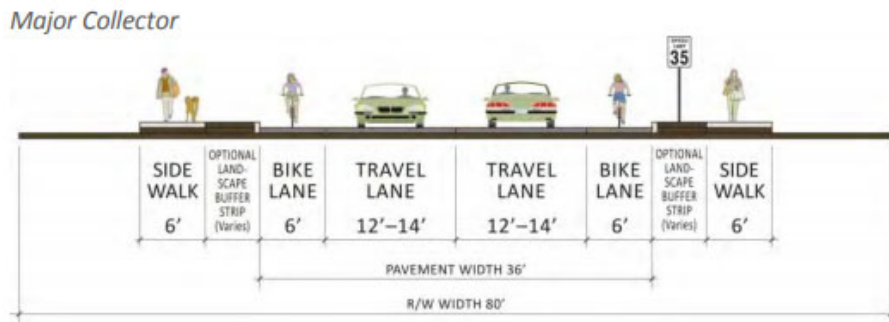 Major Collector
SPEED
LIMIT
35
SIDE
WALK
6'
OPTIONAL
LAND-
SCAPE
BUFFER
STRIP
(Varies)
BIKE
LANE
6'
TRAVEL
LANE
12'–14'
TRAVEL
LANE
12'–14'
BIKE
LANE
6'
OPTIONAL
LAND-
SCAPE
BUFFER
STRIP
(Varies)
SIDE
WALK
6'
PAVEMENT WIDTH 36'
R/W WIDTH 80'